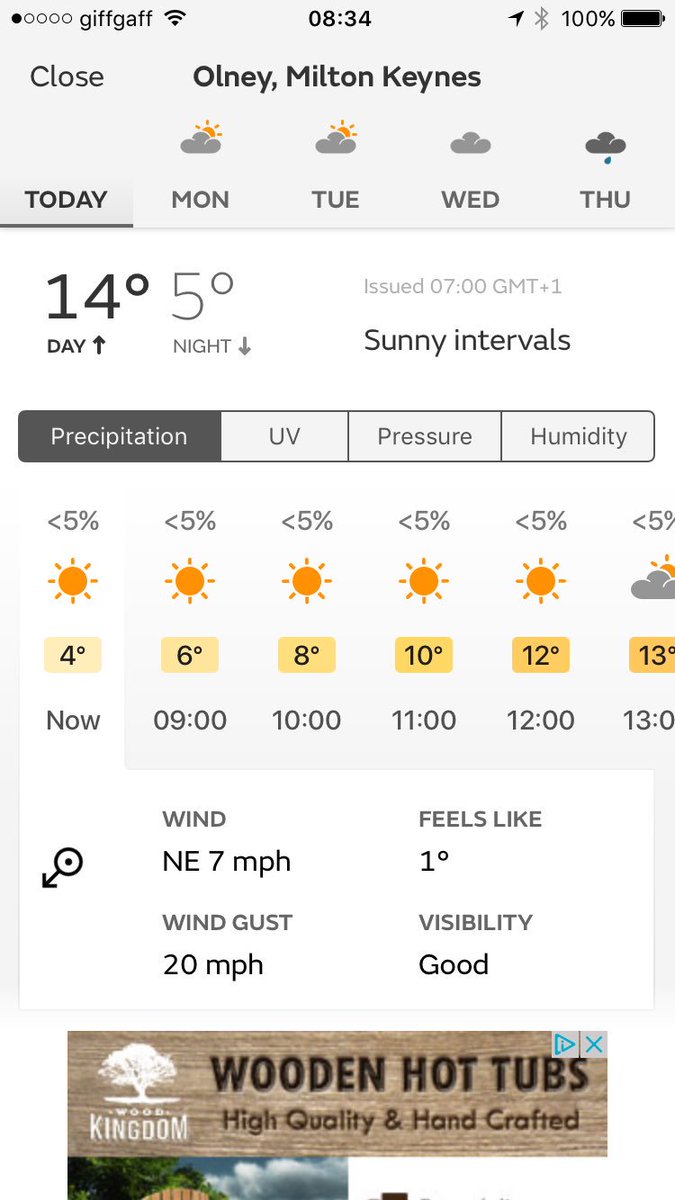 giffgaff 08:34 100%
Close Olney, Milton Keynes
TODAY MON TUE WED THU
14° 5°
Issued 07:00 GMT+1
DAY NIGHT
Sunny intervals
Precipitation UV Pressure Humidity
<5% <5% <5% <5% <5% <5%
4° 6° 8° 10° 12° 13°
Now 09:00 10:00 11:00 12:00 13:0
WIND FEELS LIKE
NE 7 mph 1°
WIND GUST VISIBILITY
20 mph Good
WOODEN HOT TUBS
High Quality & Hand Crafted
WOOD
KINGDOM